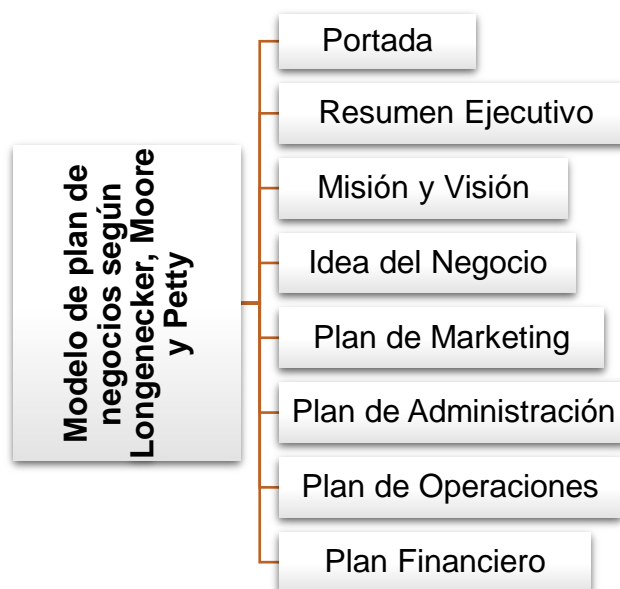 Modelo de plan de
negocios según
Longenecker, Moore
y Petty
Portada
Resumen Ejecutivo
Misión y Visión
Idea del Negocio
Plan de Marketing
Plan de Administración
Plan de Operaciones
Plan Financiero